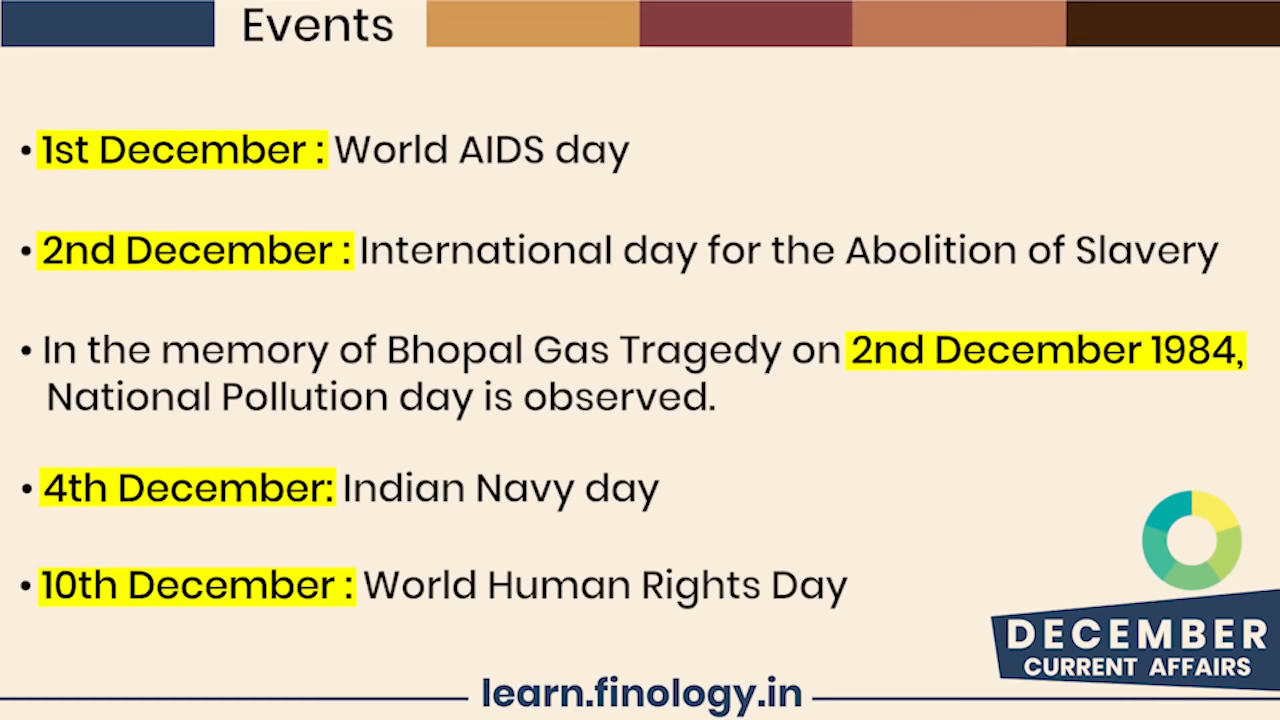 Events
• 1st December : World AIDS day
• 2nd December : International day for the Abolition of Slavery
• In the memory of Bhopal Gas Tragedy on 2nd December 1984,
National Pollution day is observed.
• 4th December: Indian Navy day
• 10th December : World Human Rights Day
DECEMBER
CURRENT AFFAIRS
learn.finology.in